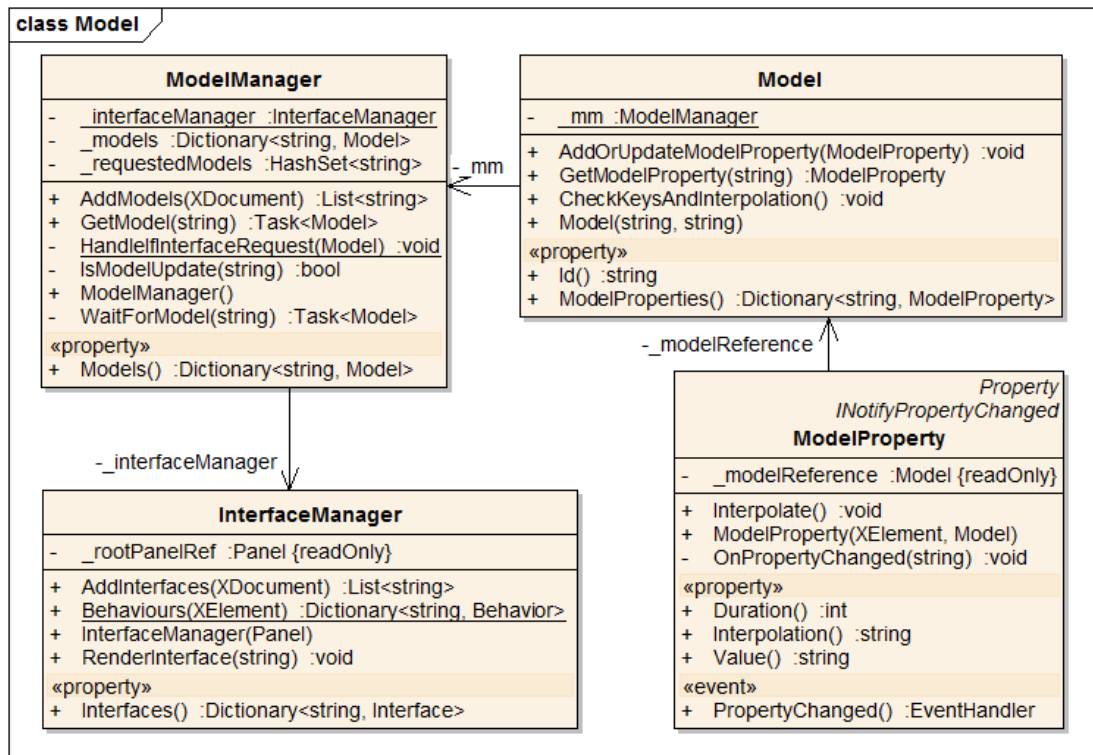 class Model
ModelManager
- _interfaceManager :InterfaceManager
- _models :Dictionary<string, Model>
- _requestedModels :HashSet<string>
+ AddModels(XDocument) :List<string>
+ GetModel(string) :Task<Model>
- HandleIfInterfaceRequest(Model) :void
- IsModelUpdate(string) :bool
+ ModelManager()
- WaitForModel(string) :Task<Model>
«property»
+ Models() :Dictionary<string, Model>
-_mm
Model
- _mm :ModelManager
+ AddOrUpdateModelProperty(ModelProperty) :void
+ GetModelProperty(string) :ModelProperty
+ CheckKeysAndInterpolation() :void
+ Model(string, string)
«property»
+ Id() :string
+ ModelProperties() :Dictionary<string, ModelProperty>
-_modelReference
-_interfaceManager
InterfaceManager
- _rootPanelRef :Panel {readOnly}
+ AddInterfaces(XDocument) :List<string>
+ Behaviours(XElement) :Dictionary<string, Behavior>
+ InterfaceManager(Panel)
+ RenderInterface(string) :void
«property»
+ Interfaces() :Dictionary<string, Interface>
Property
INotifyPropertyChanged
ModelProperty
- _modelReference :Model {readOnly}
+ Interpolate() :void
+ ModelProperty(XElement, Model)
- OnPropertyChanged(string) :void
«property»
+ Duration() :int
+ Interpolation() :string
+ Value() :string
«event»
+ PropertyChanged() :EventHandler